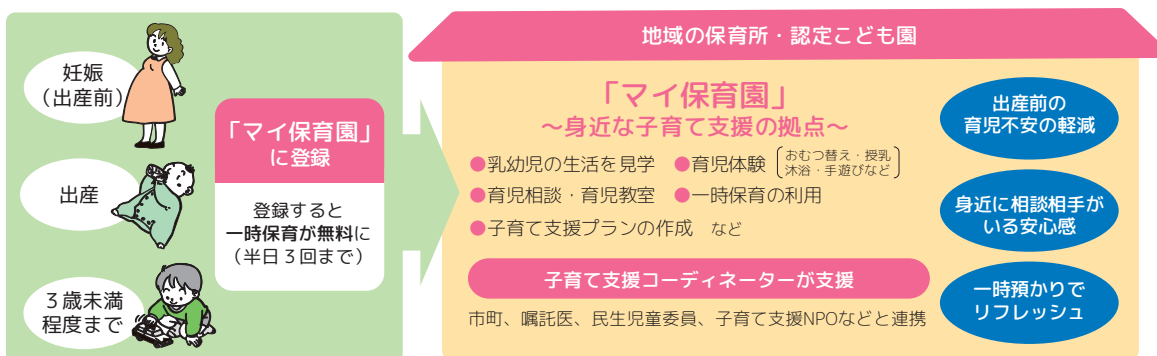 妊娠
（出産前）
出産
３歳未満
程度まで
「マイ保育園」
に登録
登録すると
一時保育が無料に
（半日３回まで）
地域の保育所・認定こども園
「マイ保育園」
～身近な子育て支援の拠点～
●乳幼児の生活を見学 ●育児体験〔おむつ替え・授乳
沐浴・手遊びなど〕
●育児相談・育児教室 ●一時保育の利用
●子育て支援プランの作成 など
子育て支援コーディネーターが支援
市町、嘱託医、民生児童委員、子育て支援NPOなどと連携
出産前の
育児不安の軽減
身近に相談相手が
いる安心感
一時預かりで
リフレッシュ